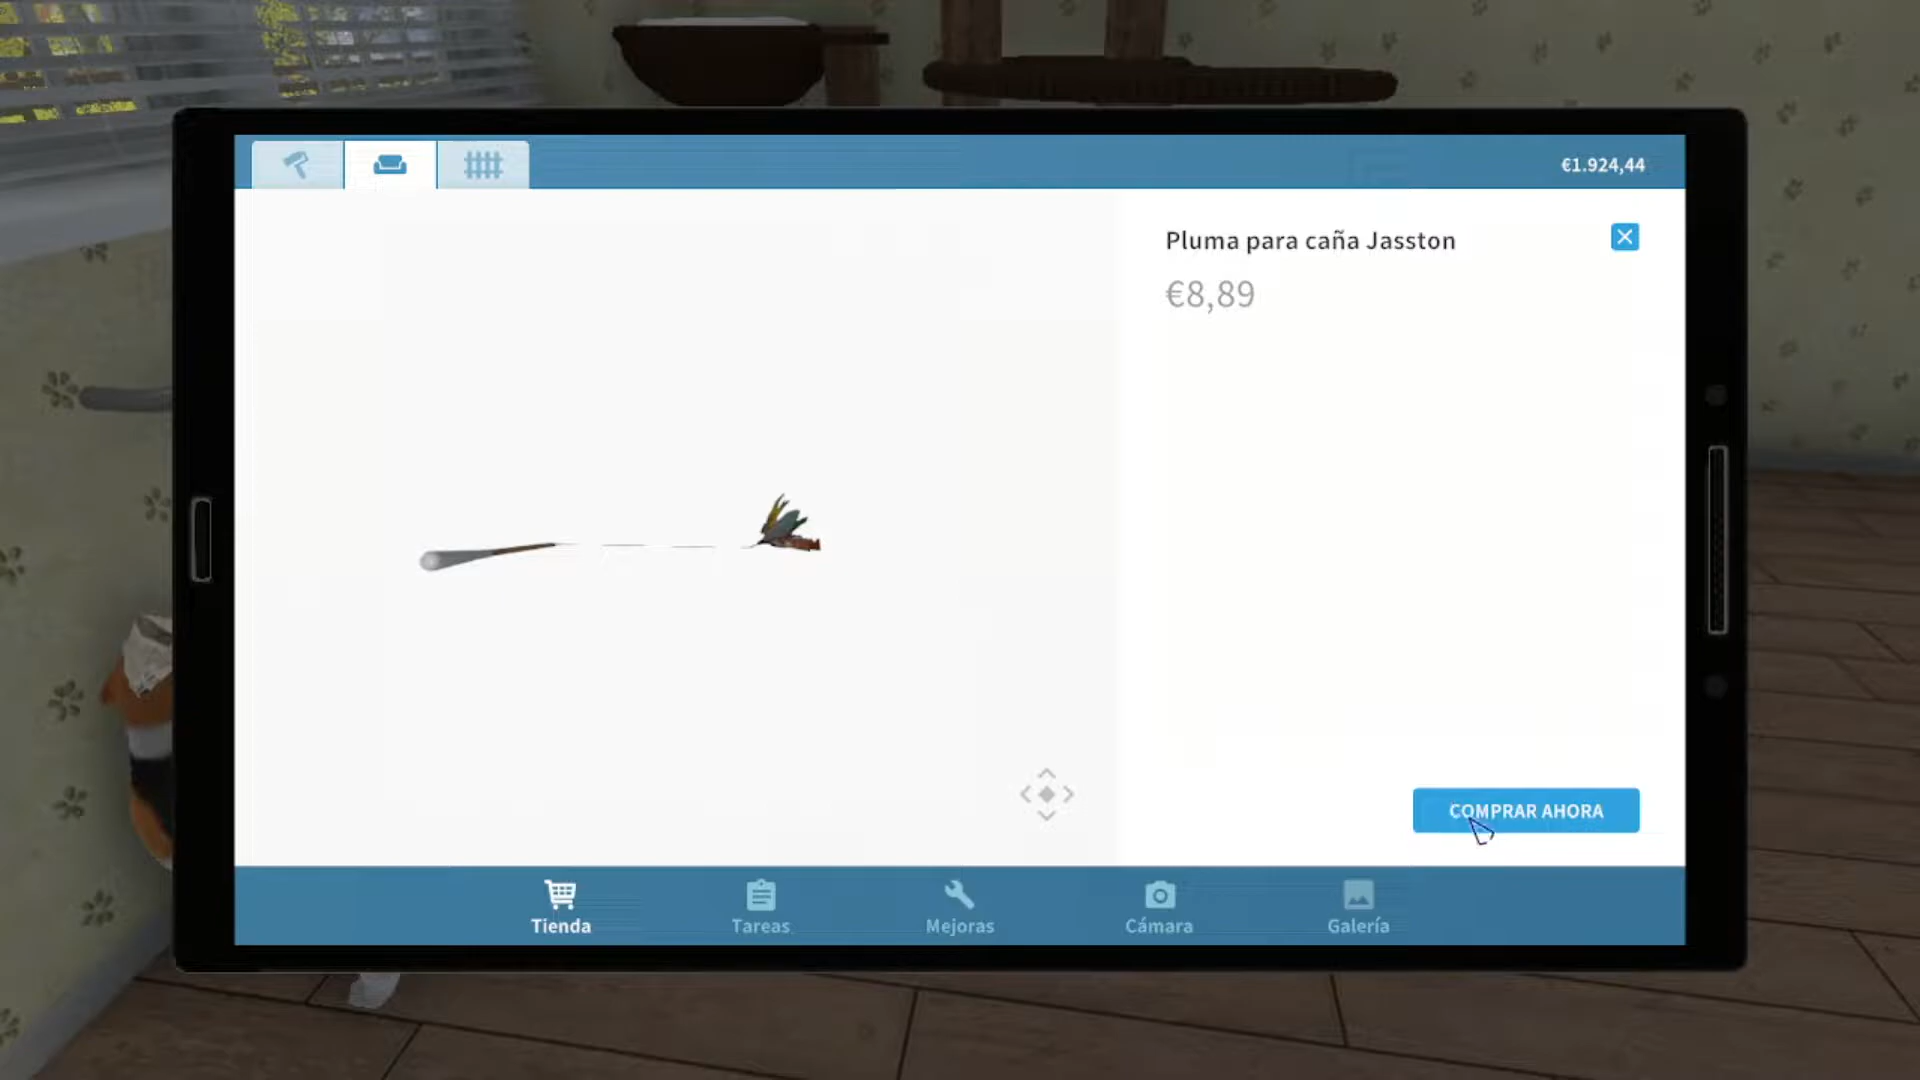 €1.924,44
Pluma para caña Jasston
€8,89
COMPRAR AHORA
Tienda
Tareas
Mejoras
Cámara
Galería